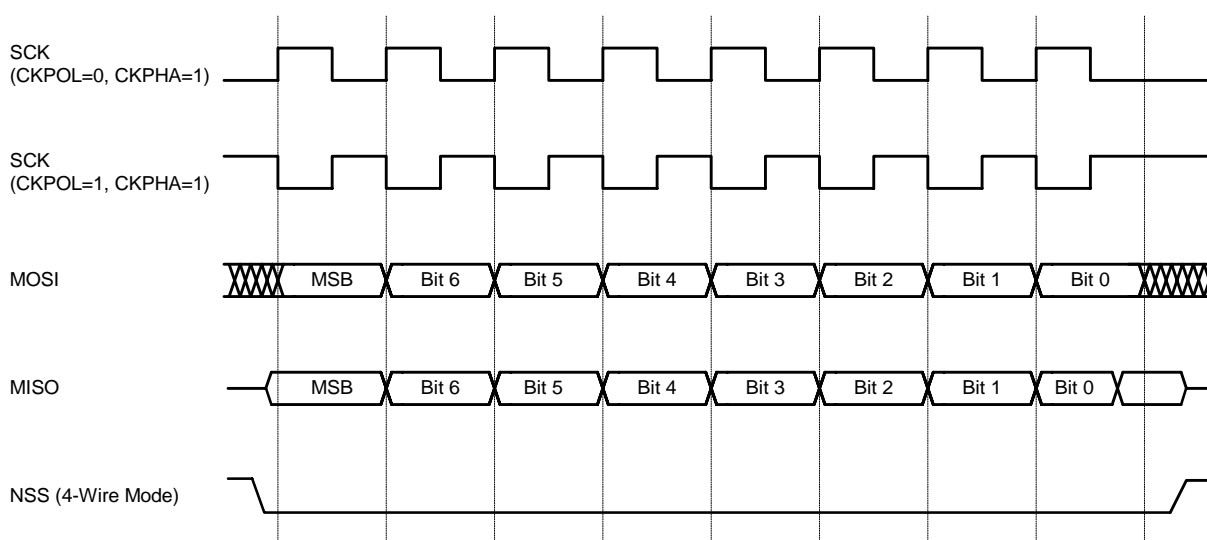 SCK
(CKPOL=0, CKPHA=1)
SCK
(CKPOL=1, CKPHA=1)
MOSI
MSB Bit 6 Bit 5 Bit 4 Bit 3 Bit 2 Bit 1 Bit 0
MISO
MSB Bit 6 Bit 5 Bit 4 Bit 3 Bit 2 Bit 1 Bit 0
NSS (4-Wire Mode)